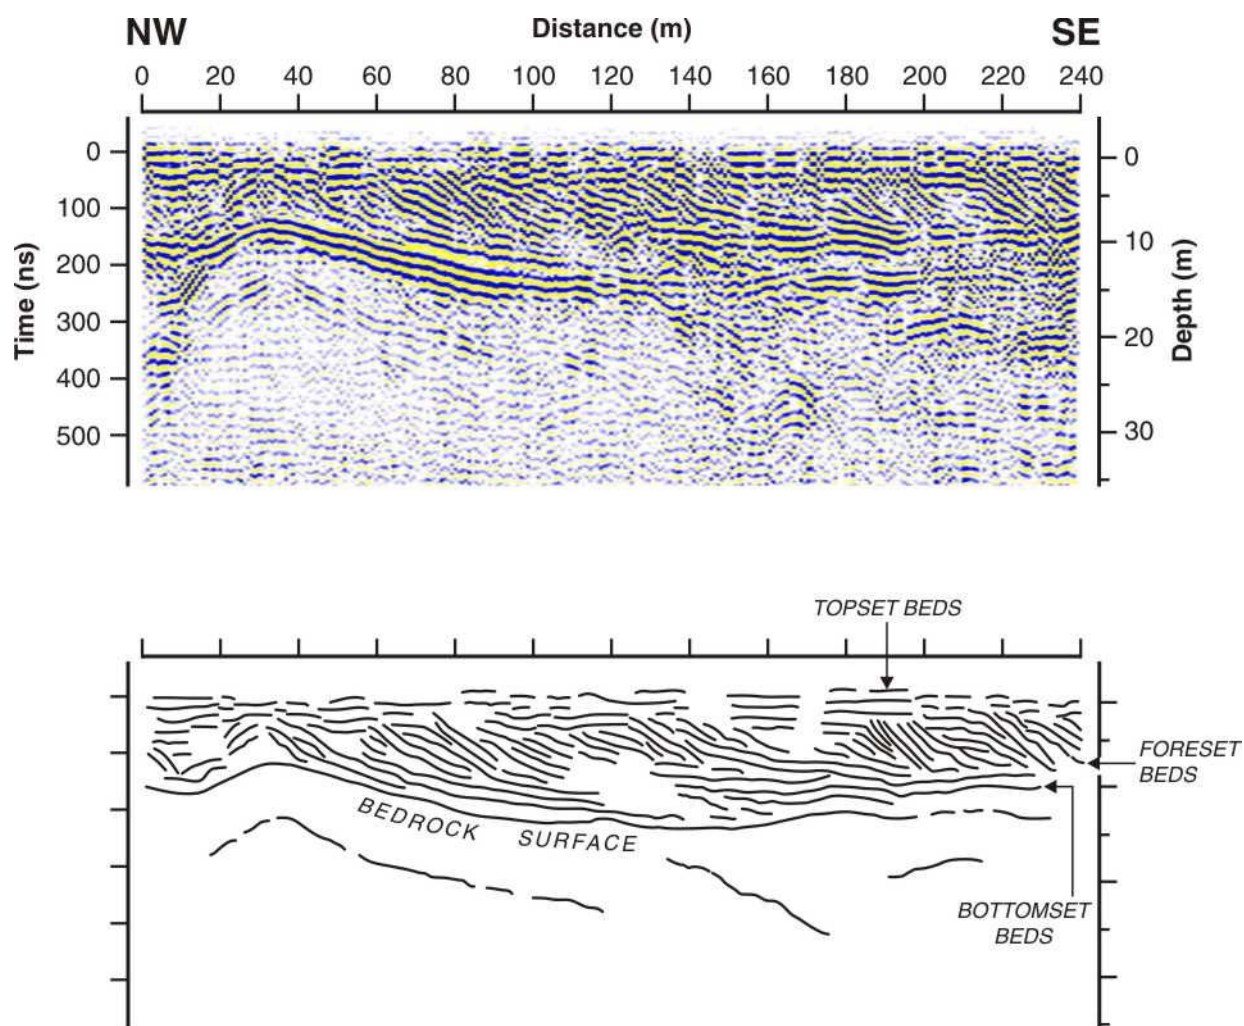 NW
Distance (m)
SE
0 20 40 60 80 100 120 140 160 180 200 220 240
Time (ns)
0
100
200
300
400
500
Depth (m)
0
10
20
30
TOPSET BEDS
FORESET
BEDS
BEDROCK SURFACE
BOTTOMSET
BEDS